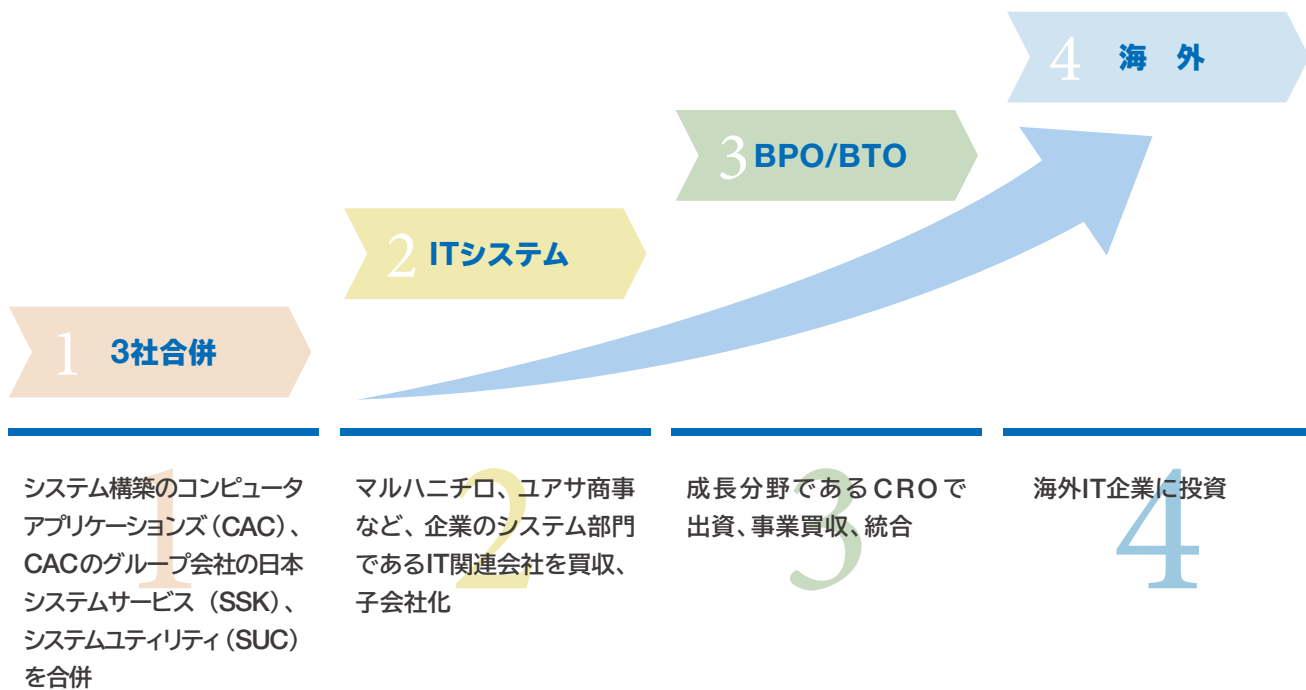 4 海 外
3 BPO/BTO
2 ITシステム
1 3社合併
1
システム構築のコンピュータ
アプリケーションズ（CAC）、
CACのグループ会社の日本
システムサービス（SSK）、
システムユティリティ（SUC）
を合併
2
マルハニチロ、ユアサ商事
など、企業のシステム部門
であるIT関連会社を買収、
子会社化
3
成長分野であるCROで
出資、事業買収、統合
4
海外IT企業に投資